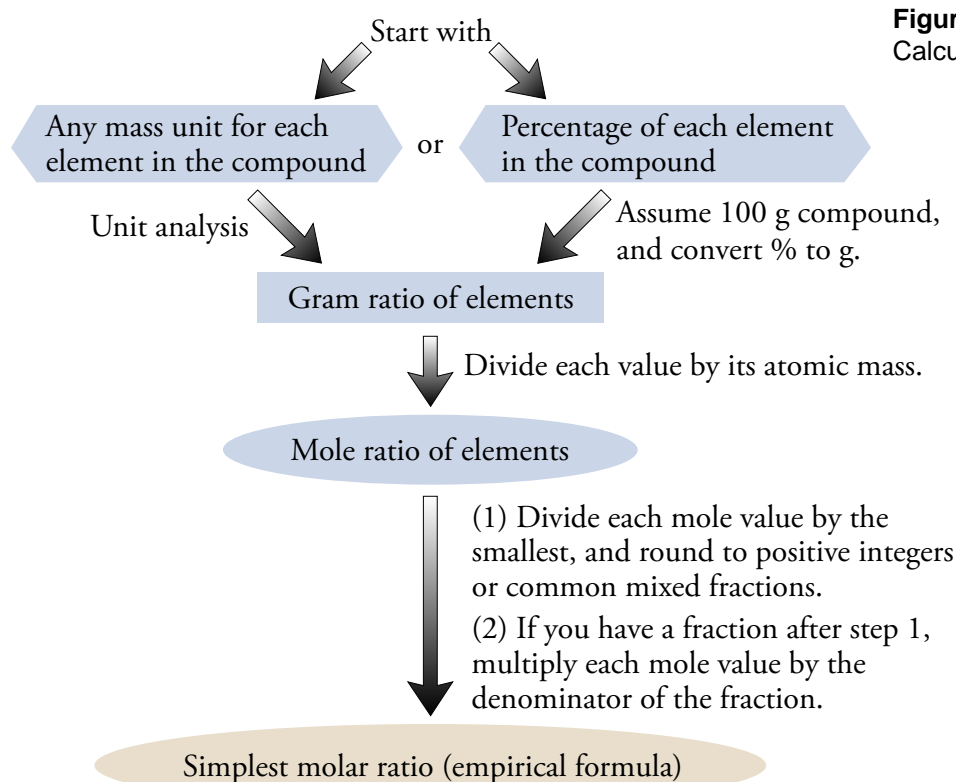 Start with
Figur
Calcu
Any mass unit for each
element in the compound
or
Percentage of each element
in the compound
Unit analysis
Assume 100 g compound,
and convert % to g.
Gram ratio of elements
Divide each value by its atomic mass.
Mole ratio of elements
(1) Divide each mole value by the
smallest, and round to positive integers
or common mixed fractions.
(2) If you have a fraction after step 1,
multiply each mole value by the
denominator of the fraction.
Simplest molar ratio (empirical formula)